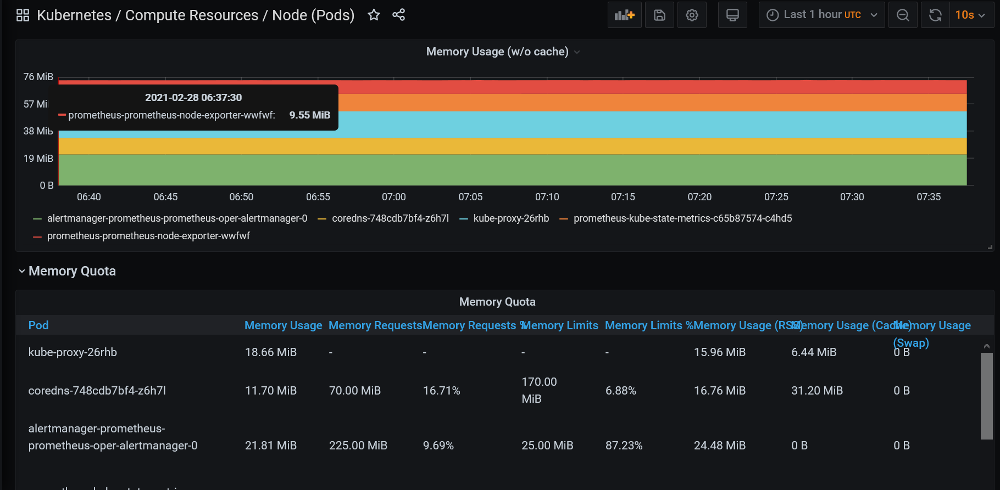 Kubernetes / Compute Resources / Node (Pods)
Last 1 hour UTC
10s
Memory Usage (w/o cache)
76 MiB
57 MiB
38 MiB
19 MiB
0 B
2021-02-28 06:37:30
prometheus-prometheus-node-exporter-wwfwf: 9.55 MiB
06:40 06:45 06:50 06:55 07:00 07:05 07:10 07:15 07:20 07:25 07:30 07:35
alertmanager-prometheus-prometheus-oper-alertmanager-0 coredns-748cdb7bf4-z6h7l kube-proxy-26rhb prometheus-kube-state-metrics-c65b87574-c4hd5
prometheus-prometheus-node-exporter-wwfwf
Memory Quota
Memory Quota
Pod Memory Usage Memory Requests Memory Requests % Memory Limits Memory Limits % Memory Usage (RSS) Memory Usage (Cache) Memory Usage
(Swap)
kube-proxy-26rhb 18.66 MiB - - - - 15.96 MiB 6.44 MiB 0 B
coredns-748cdb7bf4-z6h7l 11.70 MiB 70.00 MiB 16.71% 170.00
MiB 6.88% 16.76 MiB 31.20 MiB 0 B
alertmanager-prometheus-
prometheus-oper-alertmanager-0 21.81 MiB 225.00 MiB 9.69% 25.00 MiB 87.23% 24.48 MiB 0 B 0 B